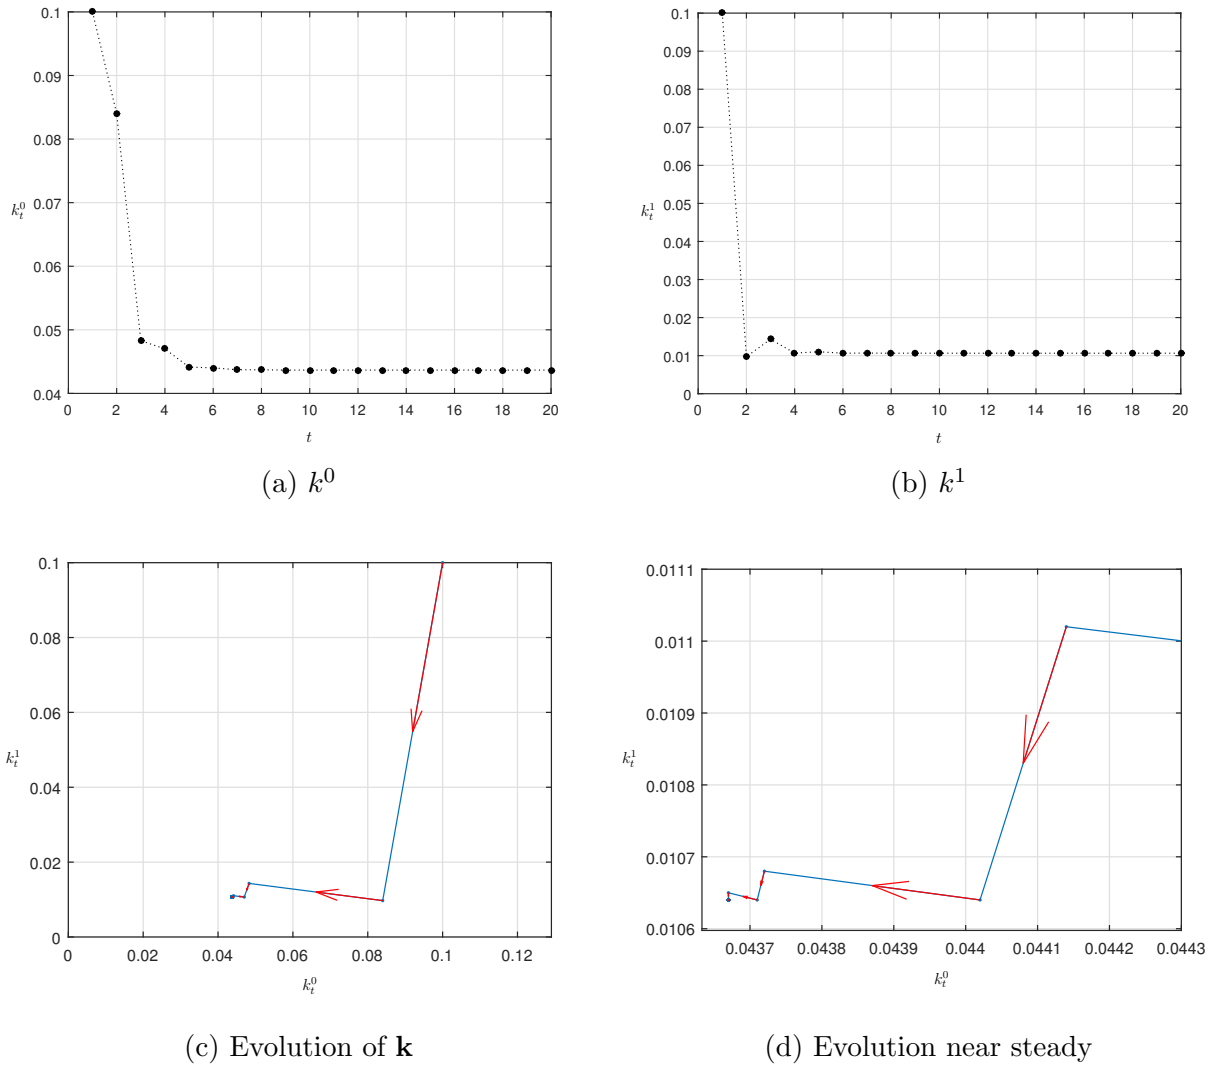 0.1
0.09
0.08
0.07
0.06
0.05
0.04
k_t^0
0 2 4 6 8 10 12 14 16 18 20
t
(a) k^0
0.1
0.09
0.08
0.07
0.06
0.05
0.04
0.03
0.02
0.01
0
k_t^1
0 2 4 6 8 10 12 14 16 18 20
t
(b) k^1
0.1
0.08
0.06
0.04
0.02
0
k_t^1
0 0.02 0.04 0.06 0.08 0.1 0.12
k_t^0
(c) Evolution of k
0.0111
0.011
0.0109
0.0108
0.0107
0.0106
k_t^1
0.0437 0.0438 0.0439 0.044 0.0441 0.0442 0.0443
k_t^0
(d) Evolution near steady